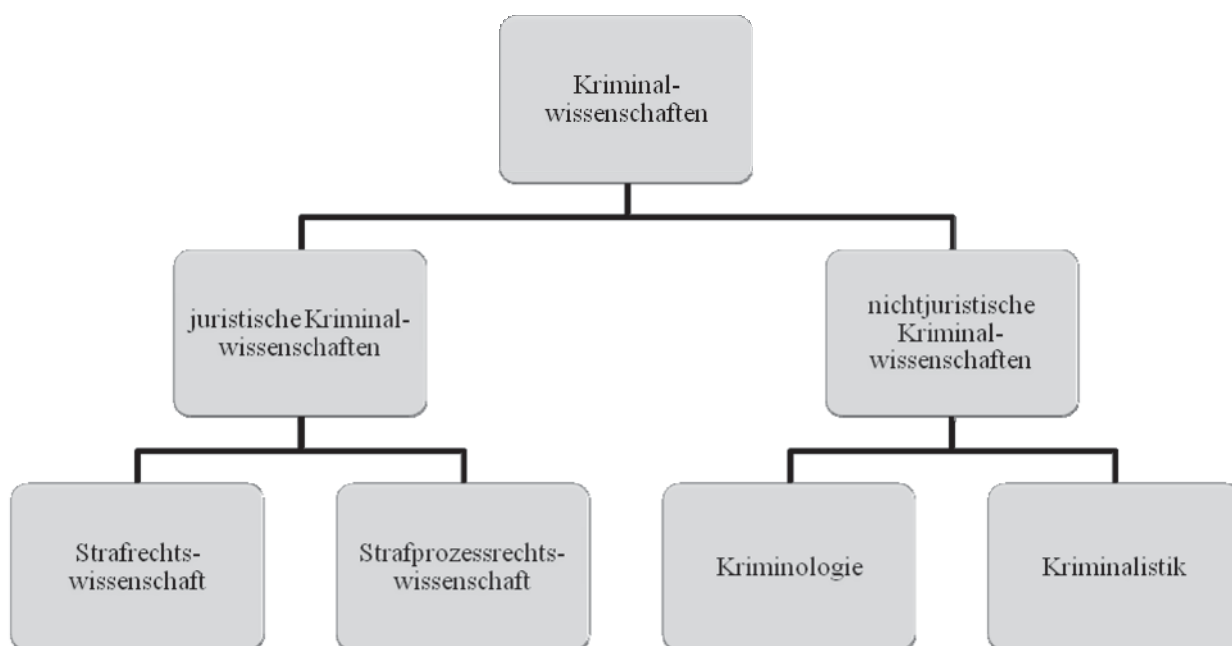 Kriminal-
wissenschaften
juristische Kriminal-
wissenschaften
nichtjuristische
Kriminal-
wissenschaften
Strafrechts-
wissenschaft
Strafprozessrechts-
wissenschaft
Kriminologie
Kriminalistik